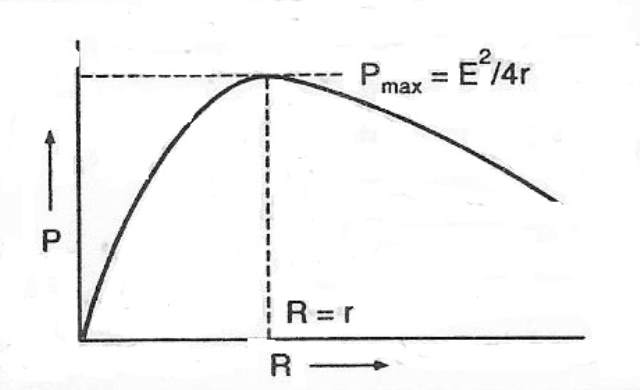 P_max = E²/4r
P
R = r
R